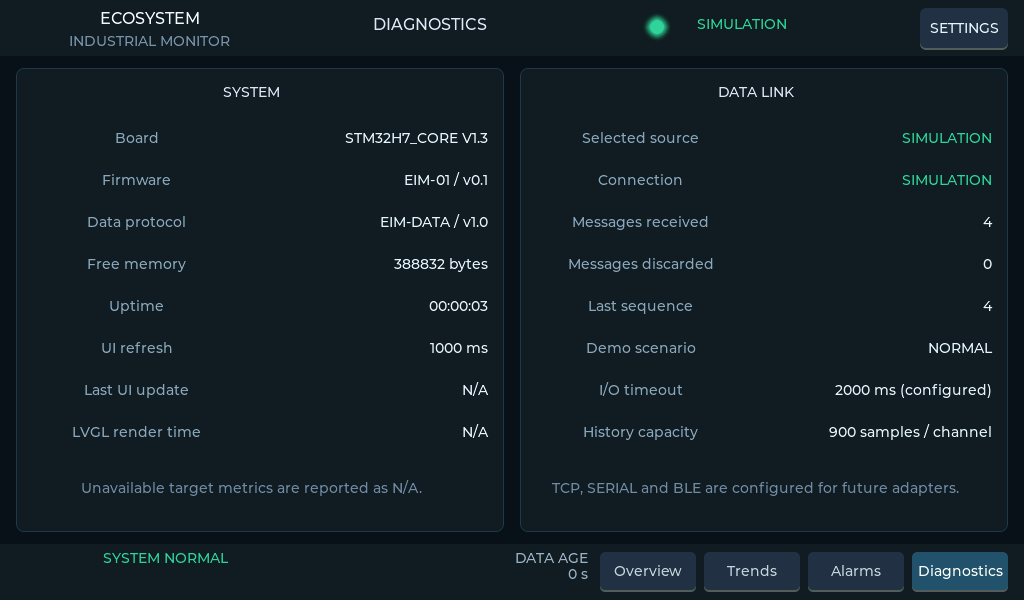 ECOSYSTEM
INDUSTRIAL MONITOR
DIAGNOSTICS
SIMULATION
SETTINGS
SYSTEM
Board STM32H7_CORE V1.3
Firmware EIM-01 / v0.1
Data protocol EIM-DATA / v1.0
Free memory 388832 bytes
Uptime 00:00:03
UI refresh 1000 ms
Last UI update N/A
LVGL render time N/A
Unavailable target metrics are reported as N/A.
DATA LINK
Selected source SIMULATION
Connection SIMULATION
Messages received 4
Messages discarded 0
Last sequence 4
Demo scenario NORMAL
I/O timeout 2000 ms (configured)
History capacity 900 samples / channel
TCP, SERIAL and BLE are configured for future adapters.
SYSTEM NORMAL
DATA AGE
0 s
Overview
Trends
Alarms
Diagnostics